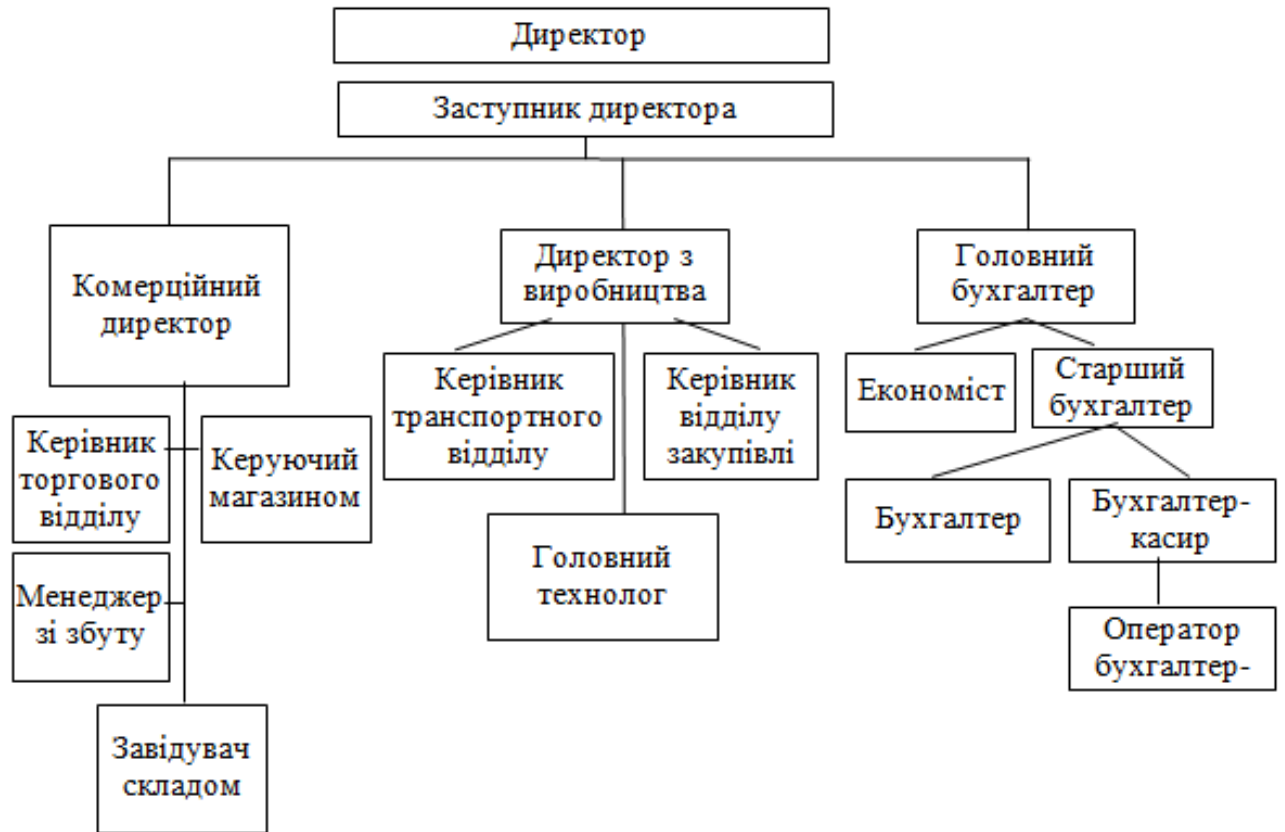 Директор
Заступник директора
Комерційний
директор
Директор з
виробництва
Головний
бухгалтер
Керівник
транспортного
відділу
Керівник
відділу
закупівлі
Економіст
Старший
бухгалтер
Керівник
торгового
відділу
Керуючий
магазином
Головний
технолог
Бухгалтер
Бухгалтер-
касир
Менеджер
зі збуту
Оператор
бухгалтер-
Завідувач
складом